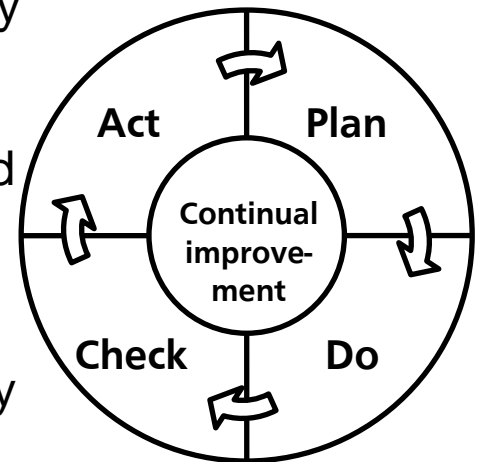 y
Act
Plan
d
Continual
improve-
ment
Check
Do
y